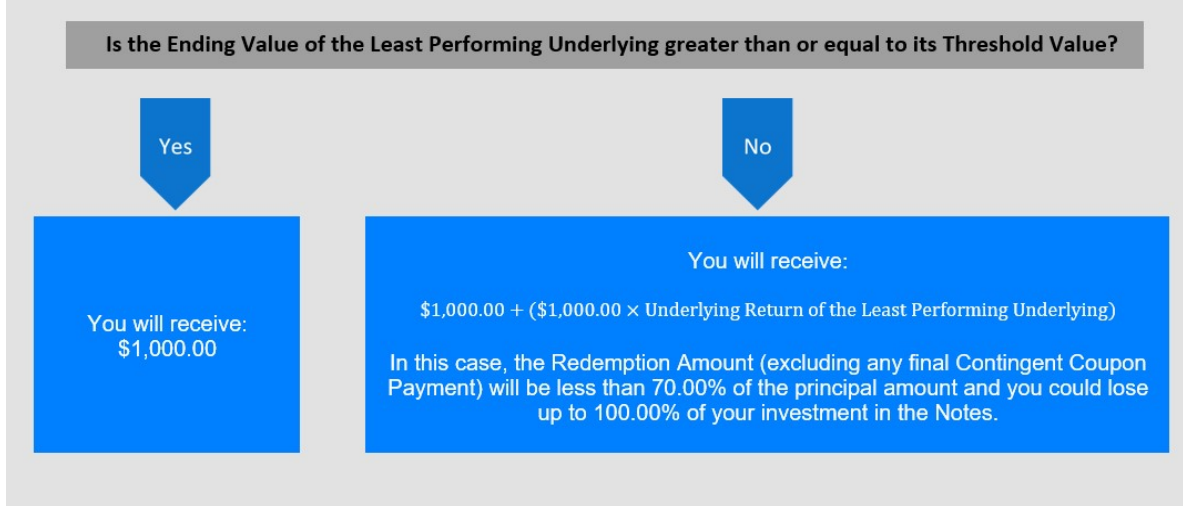 Is the Ending Value of the Least Performing Underlying greater than or equal to its Threshold Value?
Yes
No
You will receive:
$1,000.00
You will receive:
$1,000.00 + ($1,000.00 × Underlying Return of the Least Performing Underlying)
In this case, the Redemption Amount (excluding any final Contingent Coupon
Payment) will be less than 70.00% of the principal amount and you could lose
up to 100.00% of your investment in the Notes.